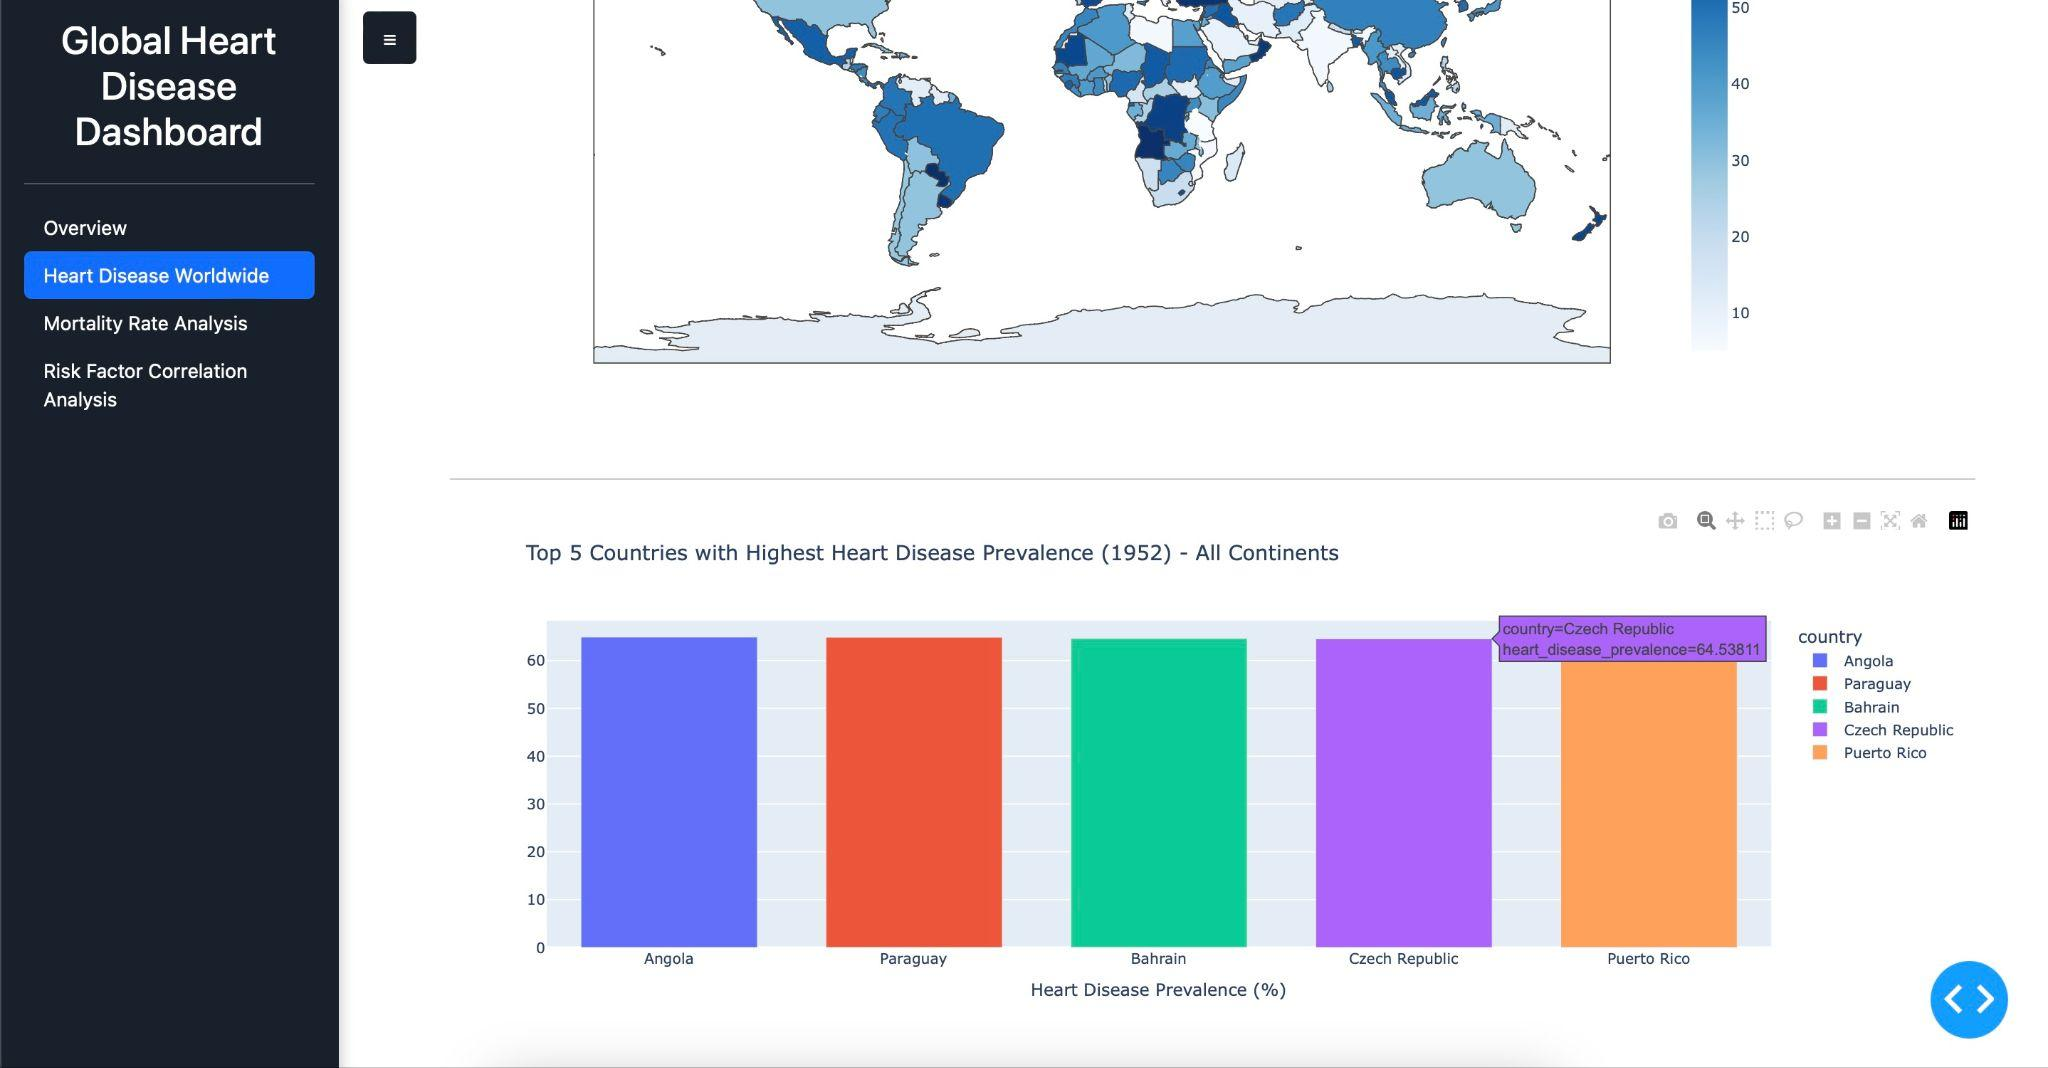 Global Heart
Disease
Dashboard
Overview
Heart Disease Worldwide
Mortality Rate Analysis
Risk Factor Correlation
Analysis
≡
50
40
30
20
10
Top 5 Countries with Highest Heart Disease Prevalence (1952) - All Continents
country=Czech Republic
heart_disease_prevalence=64.53811
60
50
40
30
20
10
0
Angola
Paraguay
Bahrain
Czech Republic
Puerto Rico
Heart Disease Prevalence (%)
country
Angola
Paraguay
Bahrain
Czech Republic
Puerto Rico